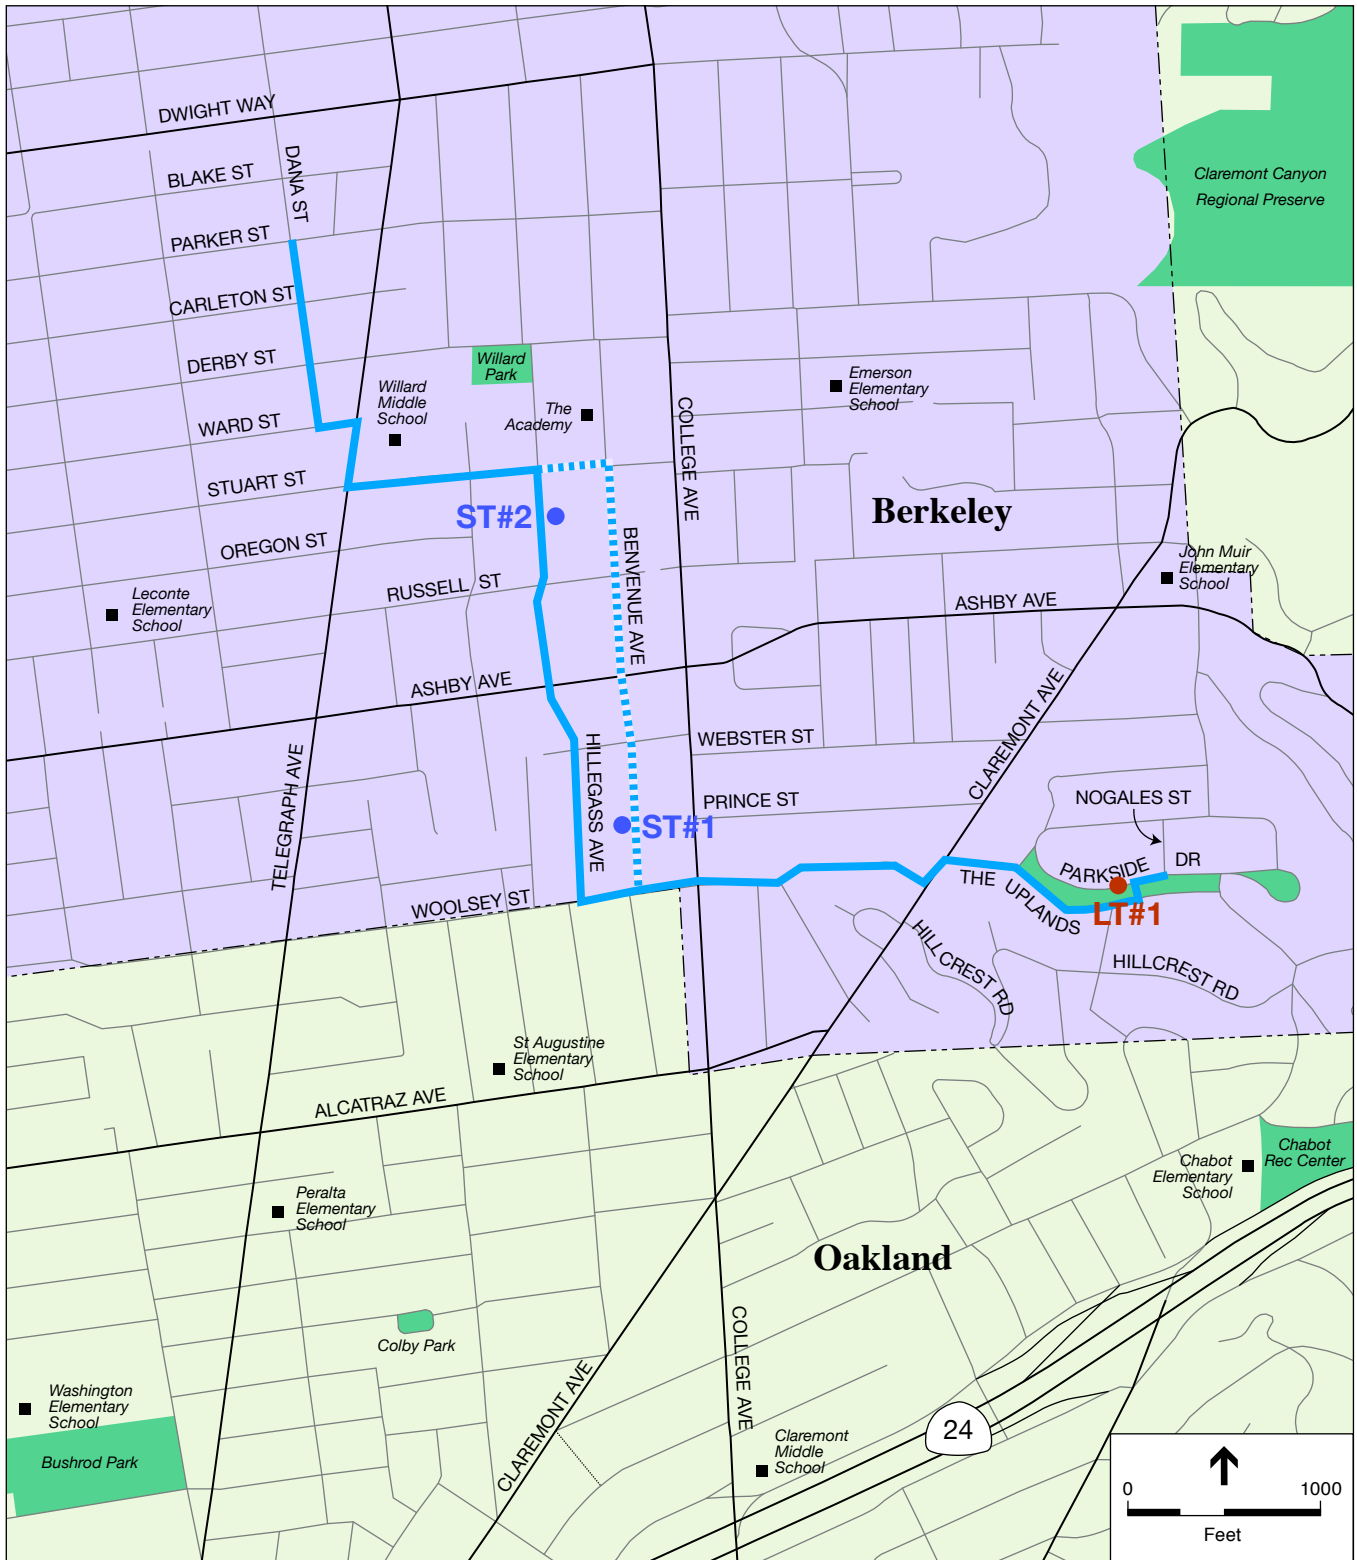 DWIGHT WAY
DANA ST
BLAKE ST
Claremont Canyon
Regional Preserve
PARKER ST
CARLETON ST
DERBY ST
Willard
Park
Willard
Middle
School
Emerson
Elementary
School
The
Academy
COLLEGE AVE
WARD ST
STUART ST
ST#2
Berkeley
BENVENUE AVE
OREGON ST
John Muir
Elementary
School
RUSSELL ST
Leconte
Elementary
School
ASHBY AVE
ASHBY AVE
CLAREMONT AVE
TELEGRAPH AVE
HILLEGASS AVE
WEBSTER ST
PRINCE ST
NOGALES ST
ST#1
PARKSIDE DR
THE UPLANDS
LT#1
WOOLSEY ST
HILLCREST RD
HILLCREST RD
St Augustine
Elementary
School
ALCATRAZ AVE
Chabot
Rec Center
Chabot
Elementary
School
Peralta
Elementary
School
Oakland
COLLEGE AVE
Colby Park
CLAREMONT AVE
Washington
Elementary
School
Bushrod Park
24
Claremont
Middle
School
0 1000
Feet